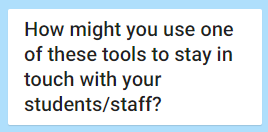 How might you use one
of these tools to stay in
touch with your
students/staff?